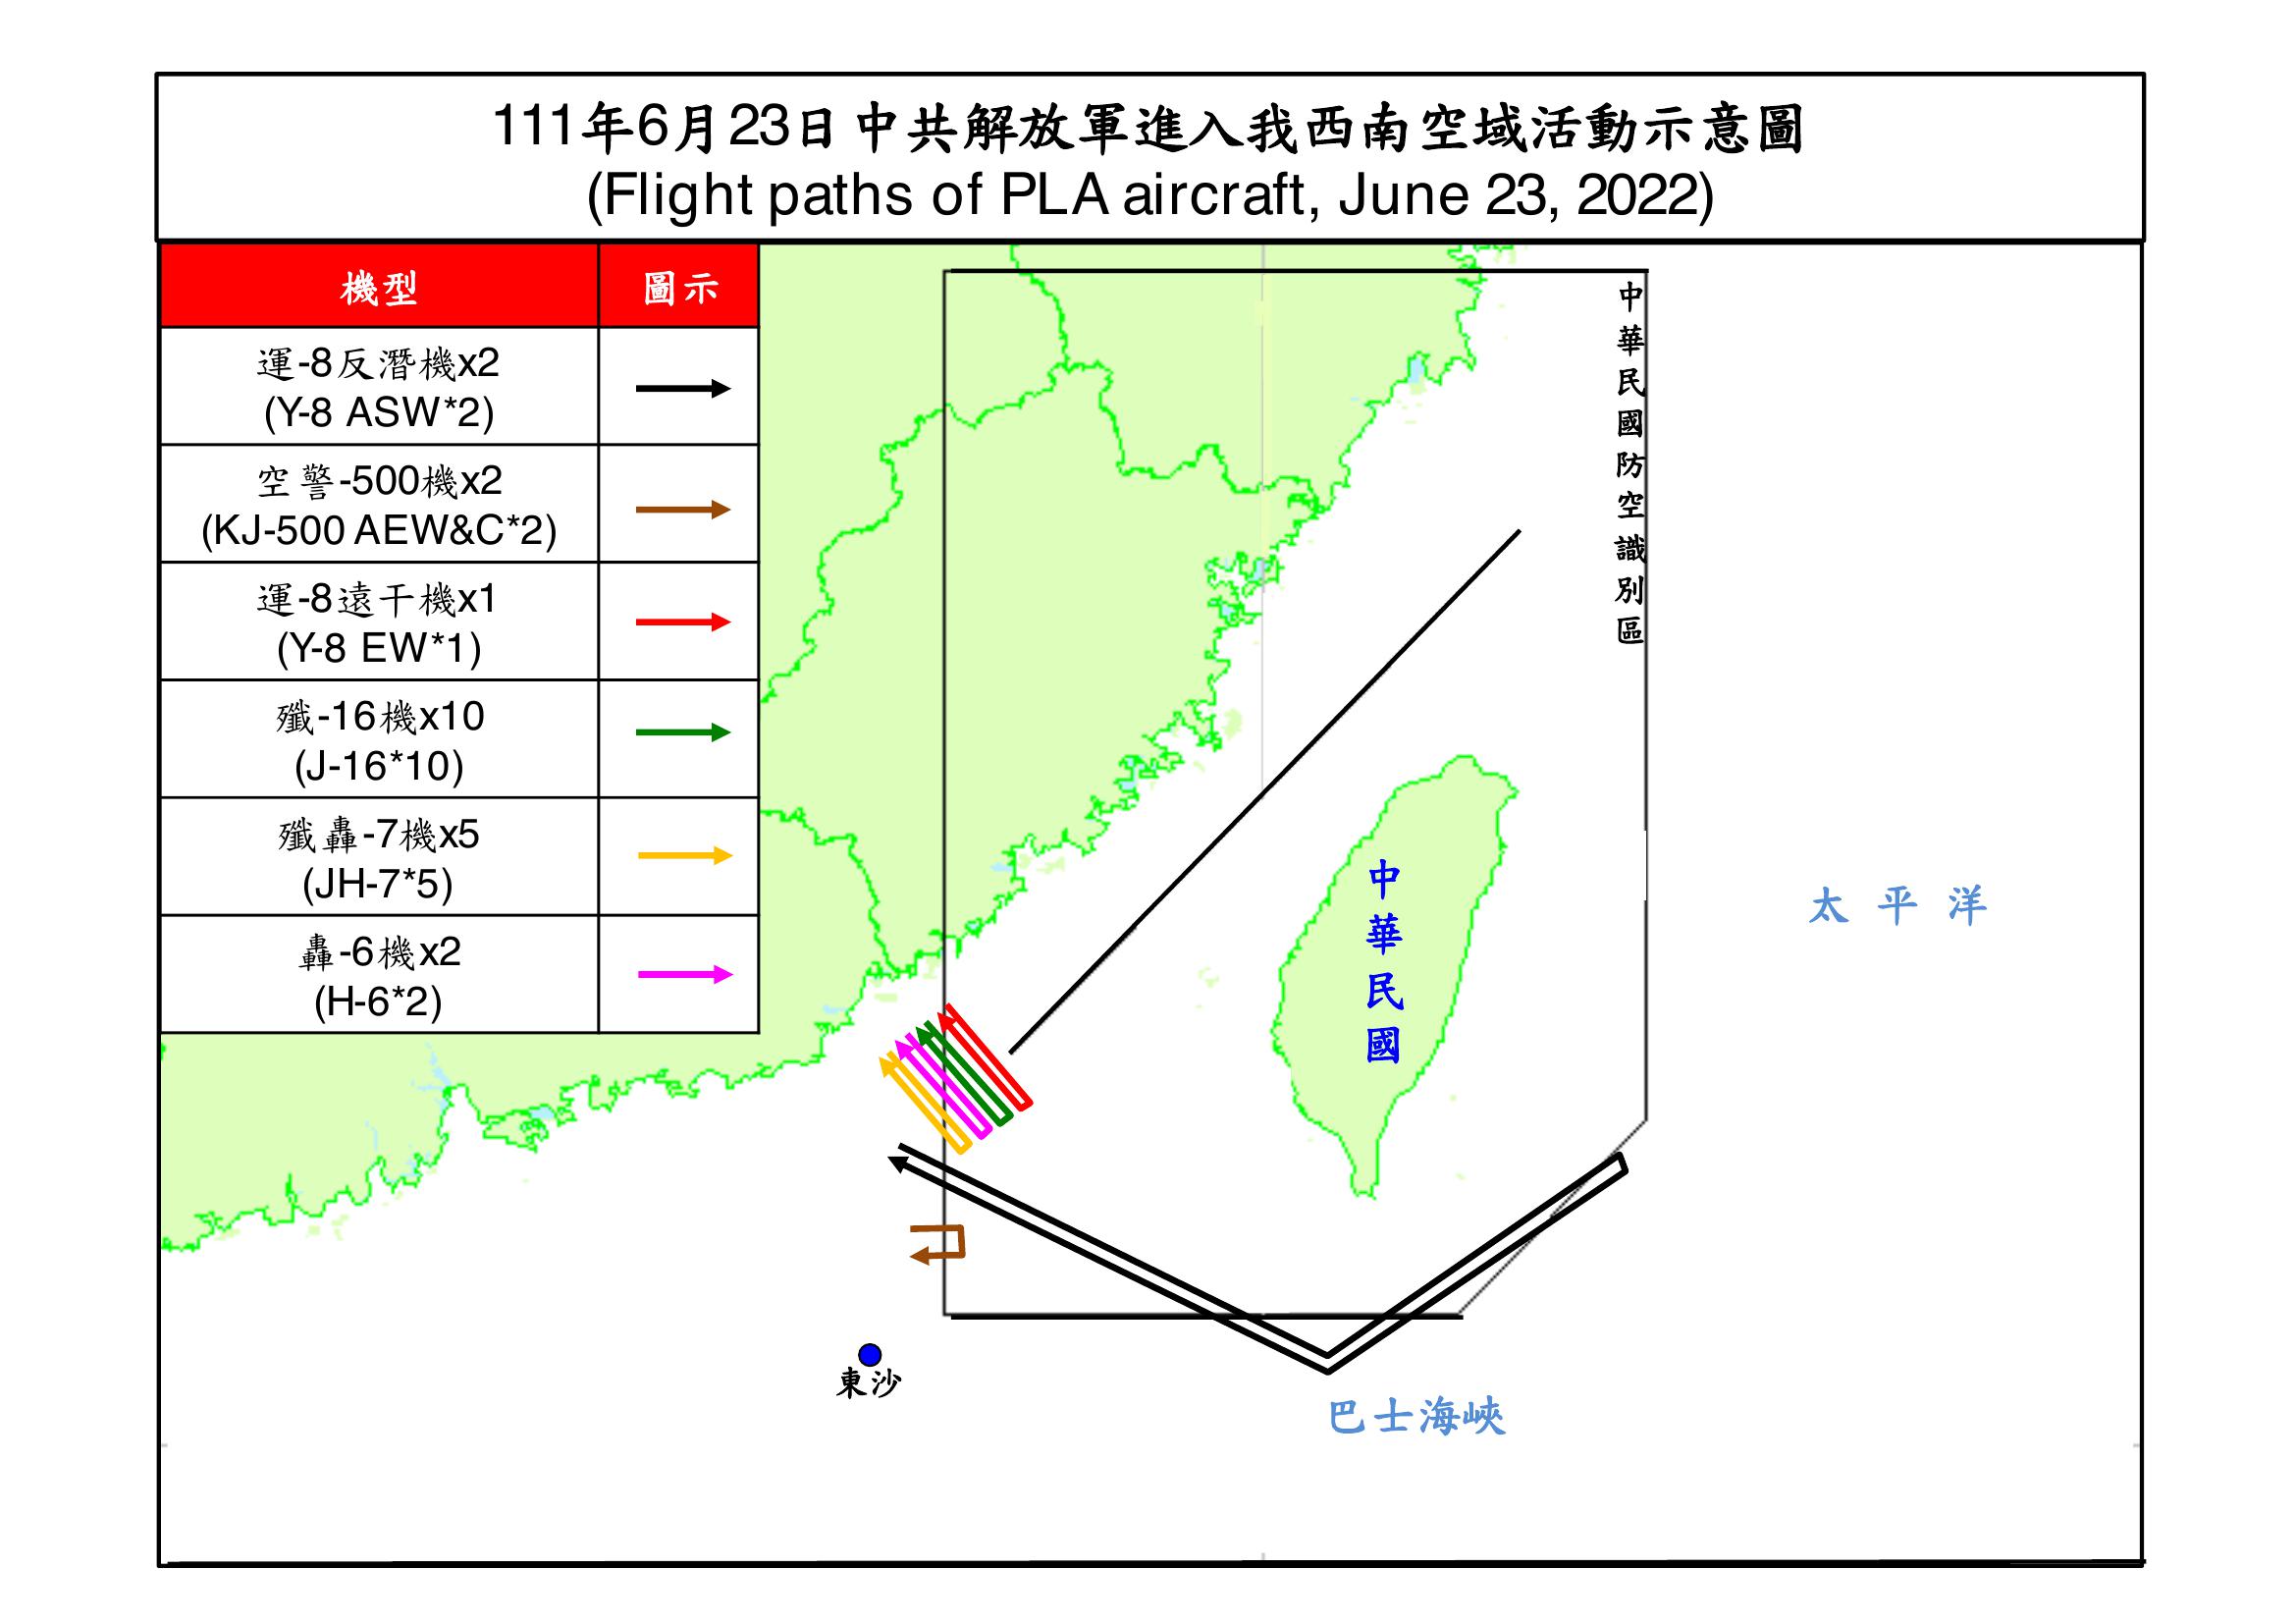 111年6月23日中共解放軍進入我西南空域活動示意圖
(Flight paths of PLA aircraft, June 23, 2022)
機型
圖示
運-8反潛機x2
(Y-8 ASW*2)
空警-500機x2
(KJ-500 AEW&C*2)
運-8遠干機x1
(Y-8 EW*1)
殲-16機x10
(J-16*10)
殲轟-7機x5
(JH-7*5)
轟-6機x2
(H-6*2)
中華民國防空識別區
中華民國
太平洋
東沙
巴士海峽